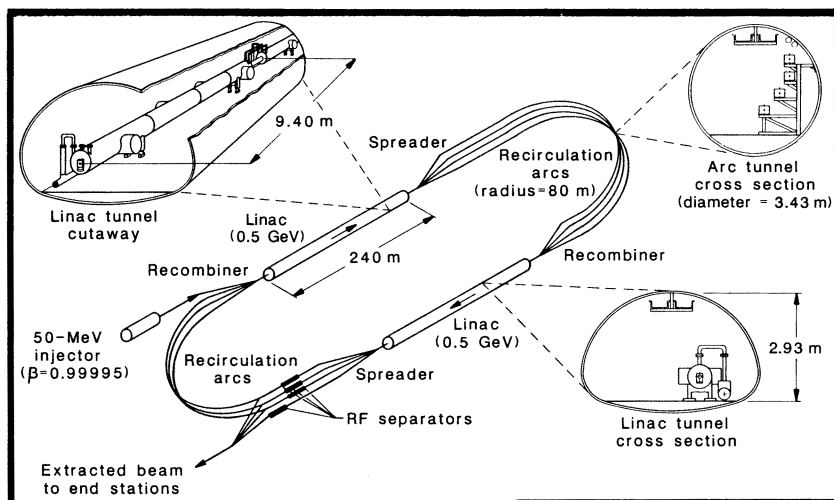 9.40 m
Linac tunnel
cutaway
Spreader
Recirculation
arcs
(radius=80 m)
Arc tunnel
cross section
(diameter = 3.43 m)
Linac
(0.5 GeV)
240 m
Recombiner
Recombiner
50-MeV
injector
(β=0.99995)
Linac
(0.5 GeV)
2.93 m
Recirculation
arcs
Spreader
RF separators
Linac tunnel
cross section
Extracted beam
to end stations